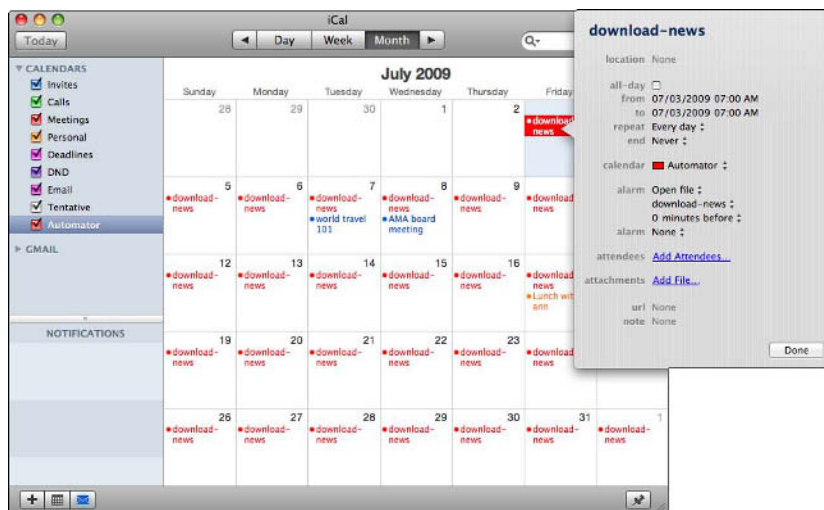 iCal
Today
Day Week Month
CALENDARS
Invites
Calls
Meetings
Personal
Deadlines
DND
Email
Tentative
Automator
GMAIL
NOTIFICATIONS
July 2009
Sunday Monday Tuesday Wednesday Thursday Friday
28 29 30 1 2
download-
news
5 6 7 8 9
download- download- download- download- download- download-
news news news news news news
world travel AMA board
101 meeting
12 13 14 15 16
download- download- download- download- download- download-
news news news news news news
Lunch wit
ann
19 20 21 22 23
download- download- download- download- download- download-
news news news news news news
26 27 28 29 30 31 1
download- download- download- download- download- download- download-
news news news news news news news
download-news
location None
all-day
from 07/03/2009 07:00 AM
to 07/03/2009 07:00 AM
repeat Every day
end Never
calendar Automator
alarm Open file
download-news
0 minutes before
alarm None
attendees Add Attendees...
attachments Add File...
url None
note None
Done